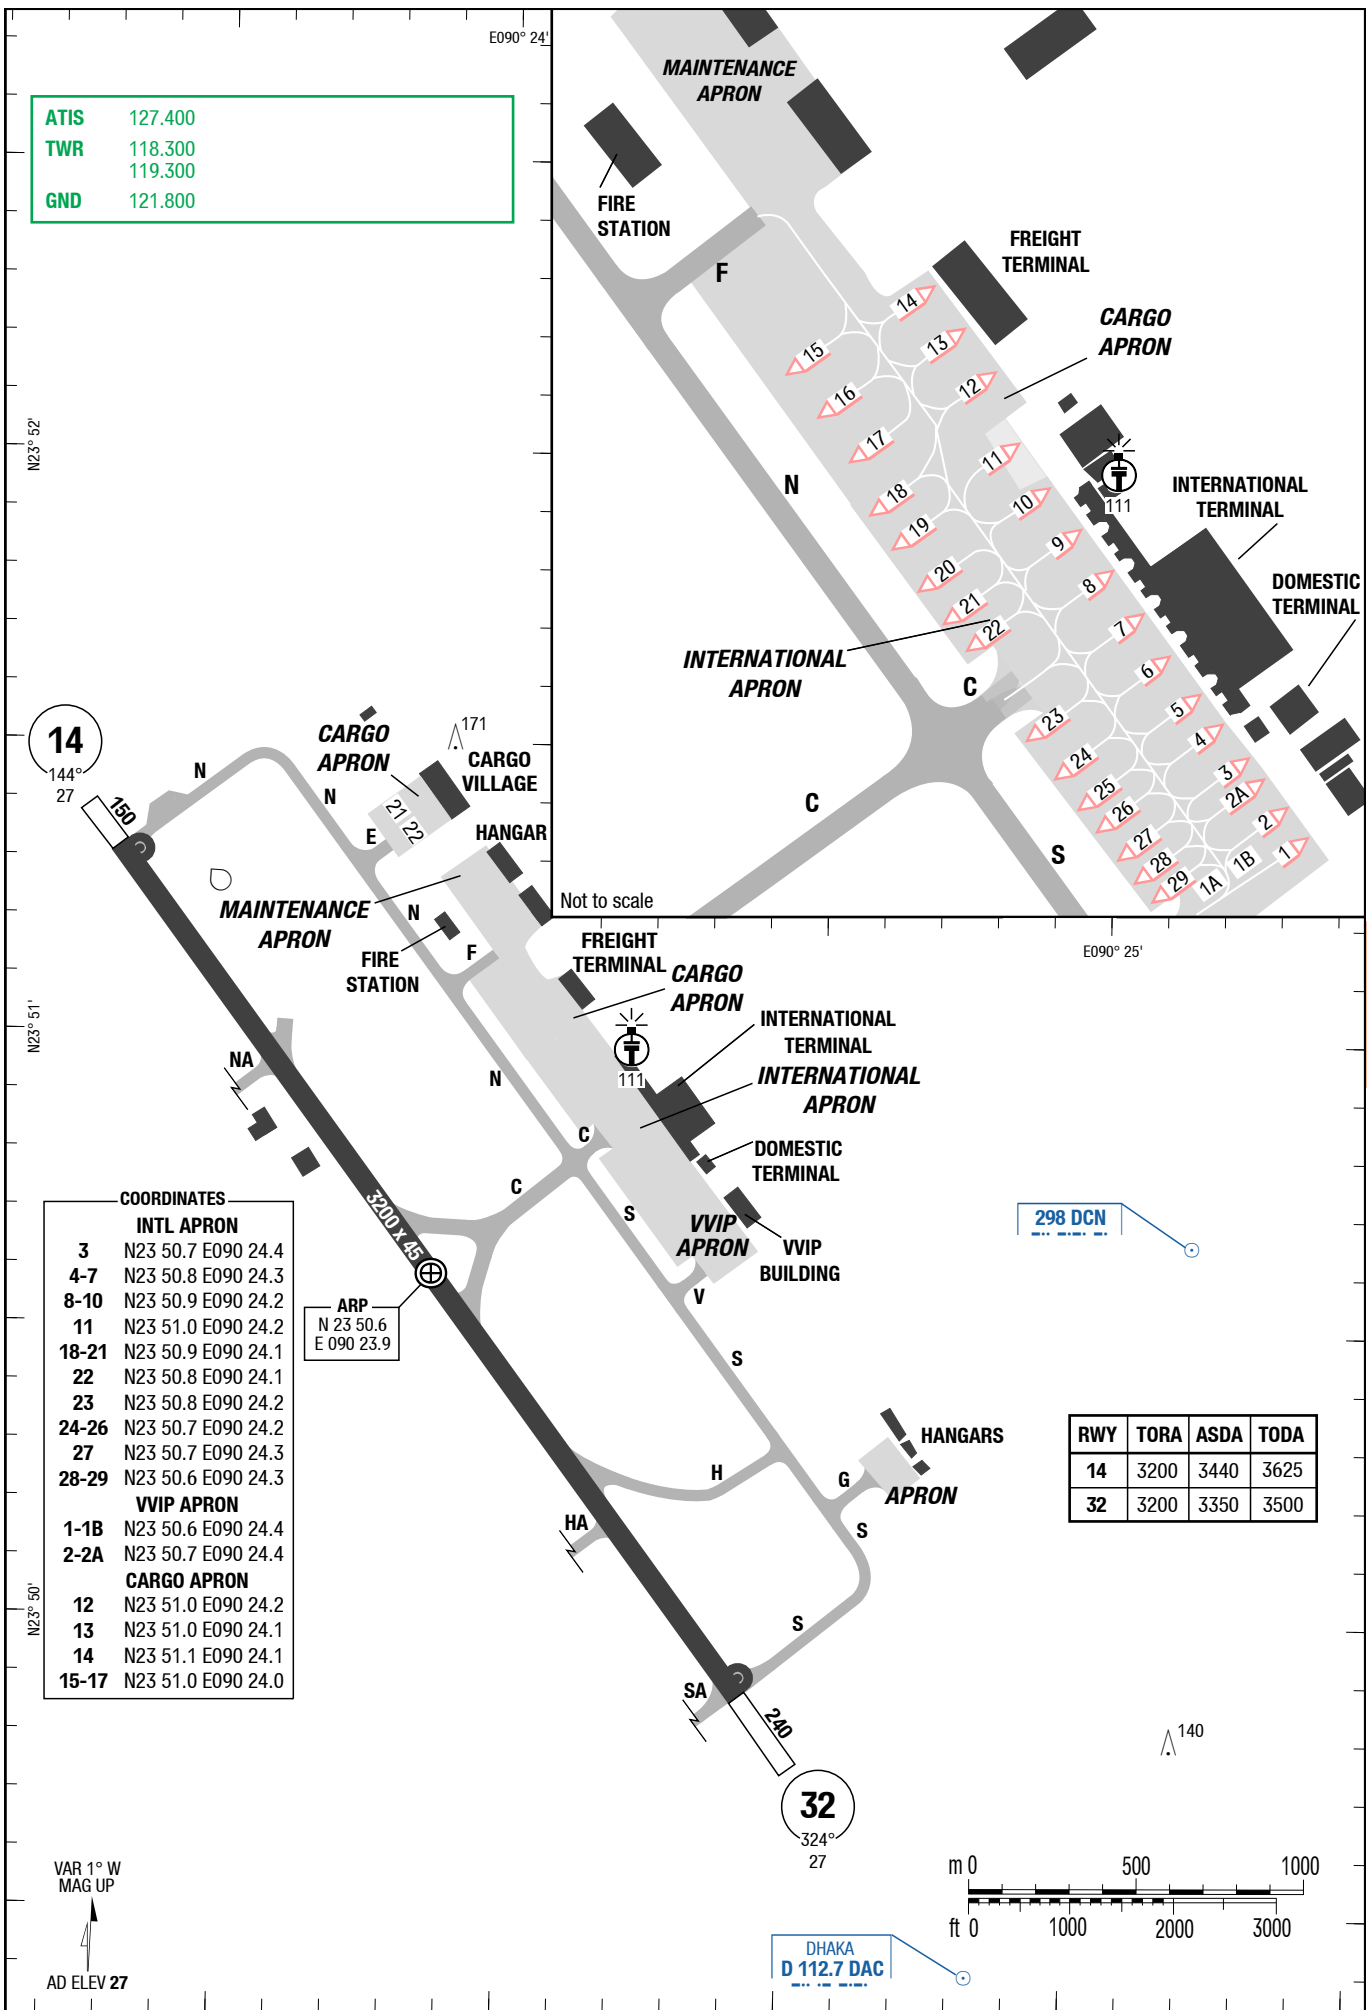 E090° 24'
ATIS 127.400
TWR 118.300
119.300
GND 121.800
MAINTENANCE
APRON
FIRE
STATION
F
FREIGHT
TERMINAL
CARGO
APRON
14
13
12
15
16
17
11
18
10
19
9
20
8
21
7
22
6
N
111
INTERNATIONAL
TERMINAL
DOMESTIC
TERMINAL
INTERNATIONAL
APRON
C
23
5
24
4
25
3
26
2A
27
2
28
1B
1
29
1A
C
S
Not to scale
N23° 52'
14
144°
27
150
N
N
CARGO
APRON
171
CARGO
VILLAGE
21 22
E
HANGAR
MAINTENANCE
APRON
N
FIRE
STATION
F
FREIGHT
TERMINAL
CARGO
APRON
E090° 25'
N23° 51'
NA
N
111
INTERNATIONAL
TERMINAL
INTERNATIONAL
APRON
C
DOMESTIC
TERMINAL
C
S
3200 x 45
VVIP
APRON
VVIP
BUILDING
298 DCN
V
ARP
N 23 50.6
E 090 23.9
S
COORDINATES
INTL APRON
3 N23 50.7 E090 24.4
4-7 N23 50.8 E090 24.3
8-10 N23 50.9 E090 24.2
11 N23 51.0 E090 24.2
18-21 N23 50.9 E090 24.1
22 N23 50.8 E090 24.1
23 N23 50.8 E090 24.2
24-26 N23 50.7 E090 24.2
27 N23 50.7 E090 24.3
28-29 N23 50.6 E090 24.3
VVIP APRON
1-1B N23 50.6 E090 24.4
2-2A N23 50.7 E090 24.4
CARGO APRON
12 N23 51.0 E090 24.2
13 N23 51.0 E090 24.1
14 N23 51.1 E090 24.1
15-17 N23 51.0 E090 24.0
N23° 50'
HANGARS
H
G
APRON
HA
S
S
SA
240
RWY TORA ASDA TODA
14 3200 3440 3625
32 3200 3350 3500
140
32
324°
27
VAR 1° W
MAG UP
AD ELEV 27
m 0 500 1000
ft 0 1000 2000 3000
DHAKA
D 112.7 DAC